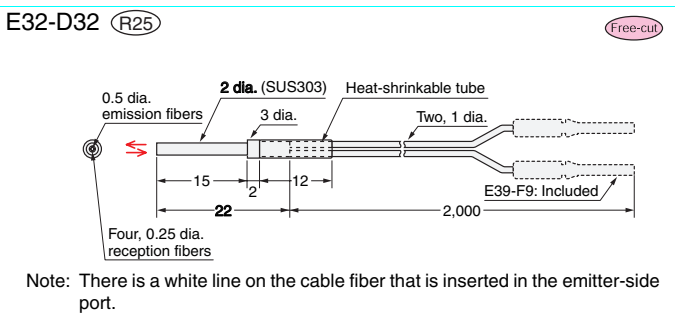 E32-D32 R25
Free-cut
2 dia. (SUS303)
Heat-shrinkable tube
0.5 dia.
emission fibers
3 dia.
Two, 1 dia.
15
2
12
E39-F9: Included
22
2,000
Four, 0.25 dia.
reception fibers
Note: There is a white line on the cable fiber that is inserted in the emitter-side
port.